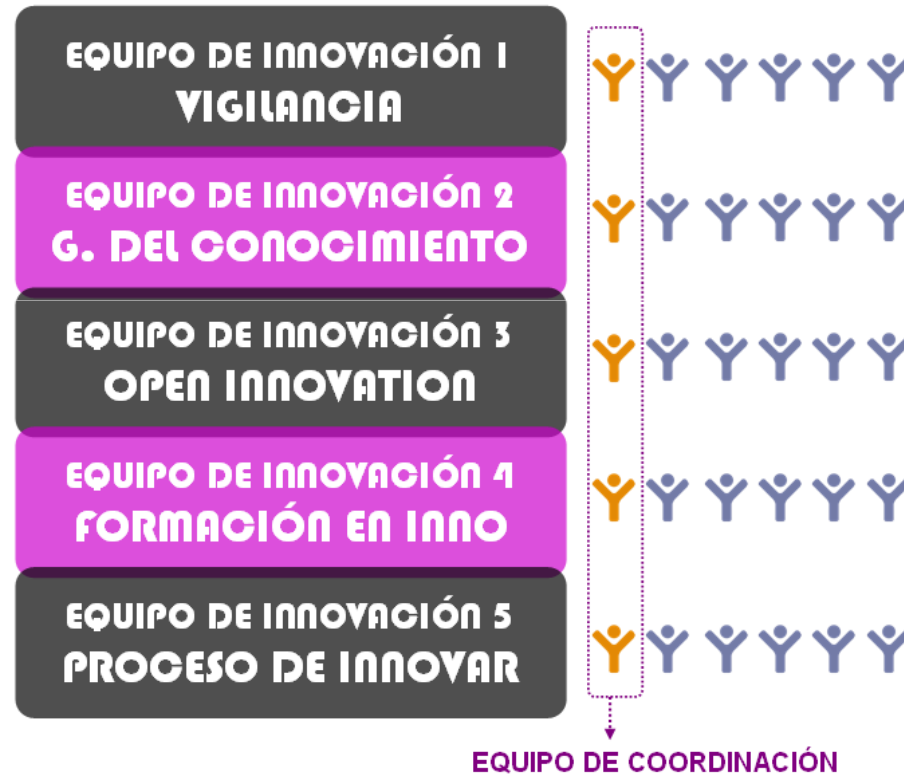 EQUIPO DE INNOVACIÓN 1
VIGILANCIA
EQUIPO DE INNOVACIÓN 2
G. DEL CONOCIMIENTO
EQUIPO DE INNOVACIÓN 3
OPEN INNOVATION
EQUIPO DE INNOVACIÓN 4
FORMACIÓN EN INNO
EQUIPO DE INNOVACIÓN 5
PROCESO DE INNOVAR
EQUIPO DE COORDINACIÓN